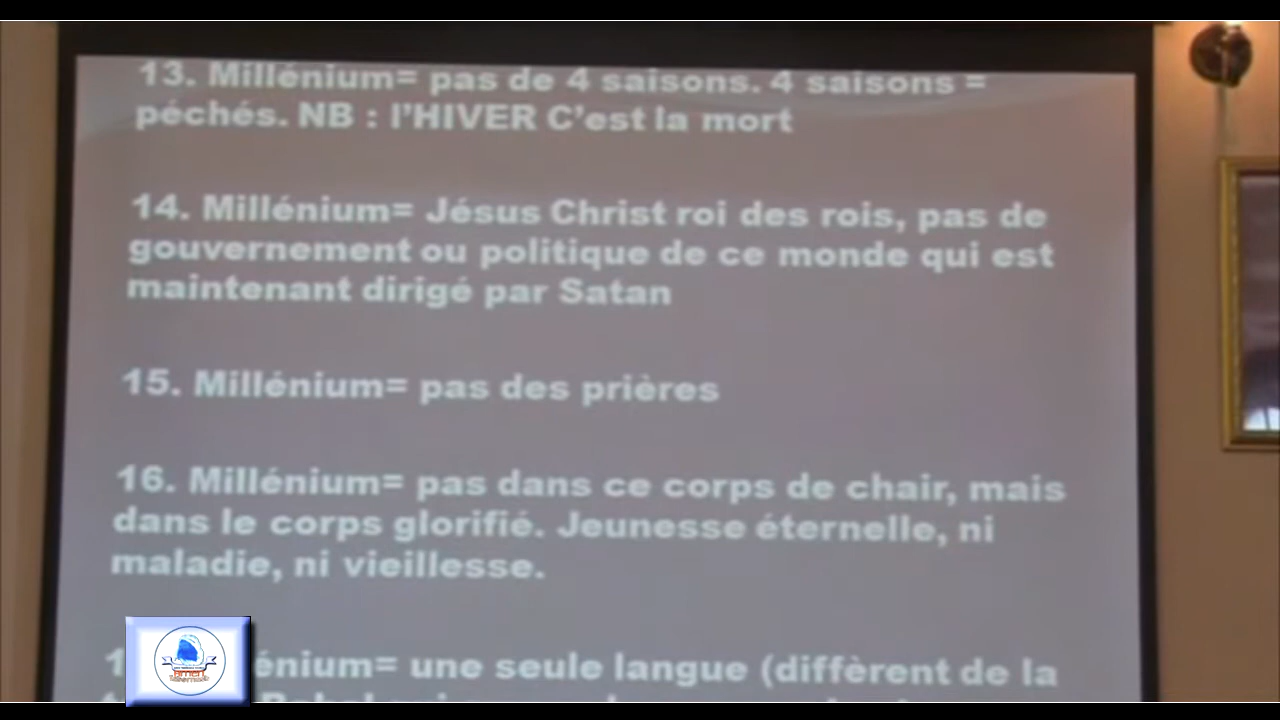 13. Millénium= pas de 4 saisons. 4 saisons =
péchés. NB : l'HIVER C'est la mort
14. Millénium= Jésus Christ roi des rois, pas de
gouvernement ou politique de ce monde qui est
maintenant dirigé par Satan
15. Millénium= pas des prières
16. Millénium= pas dans ce corps de chair, mais
dans le corps glorifié. Jeunesse éternelle, ni
maladie, ni vieillesse.
énium= une seule langue (diffèrent de la